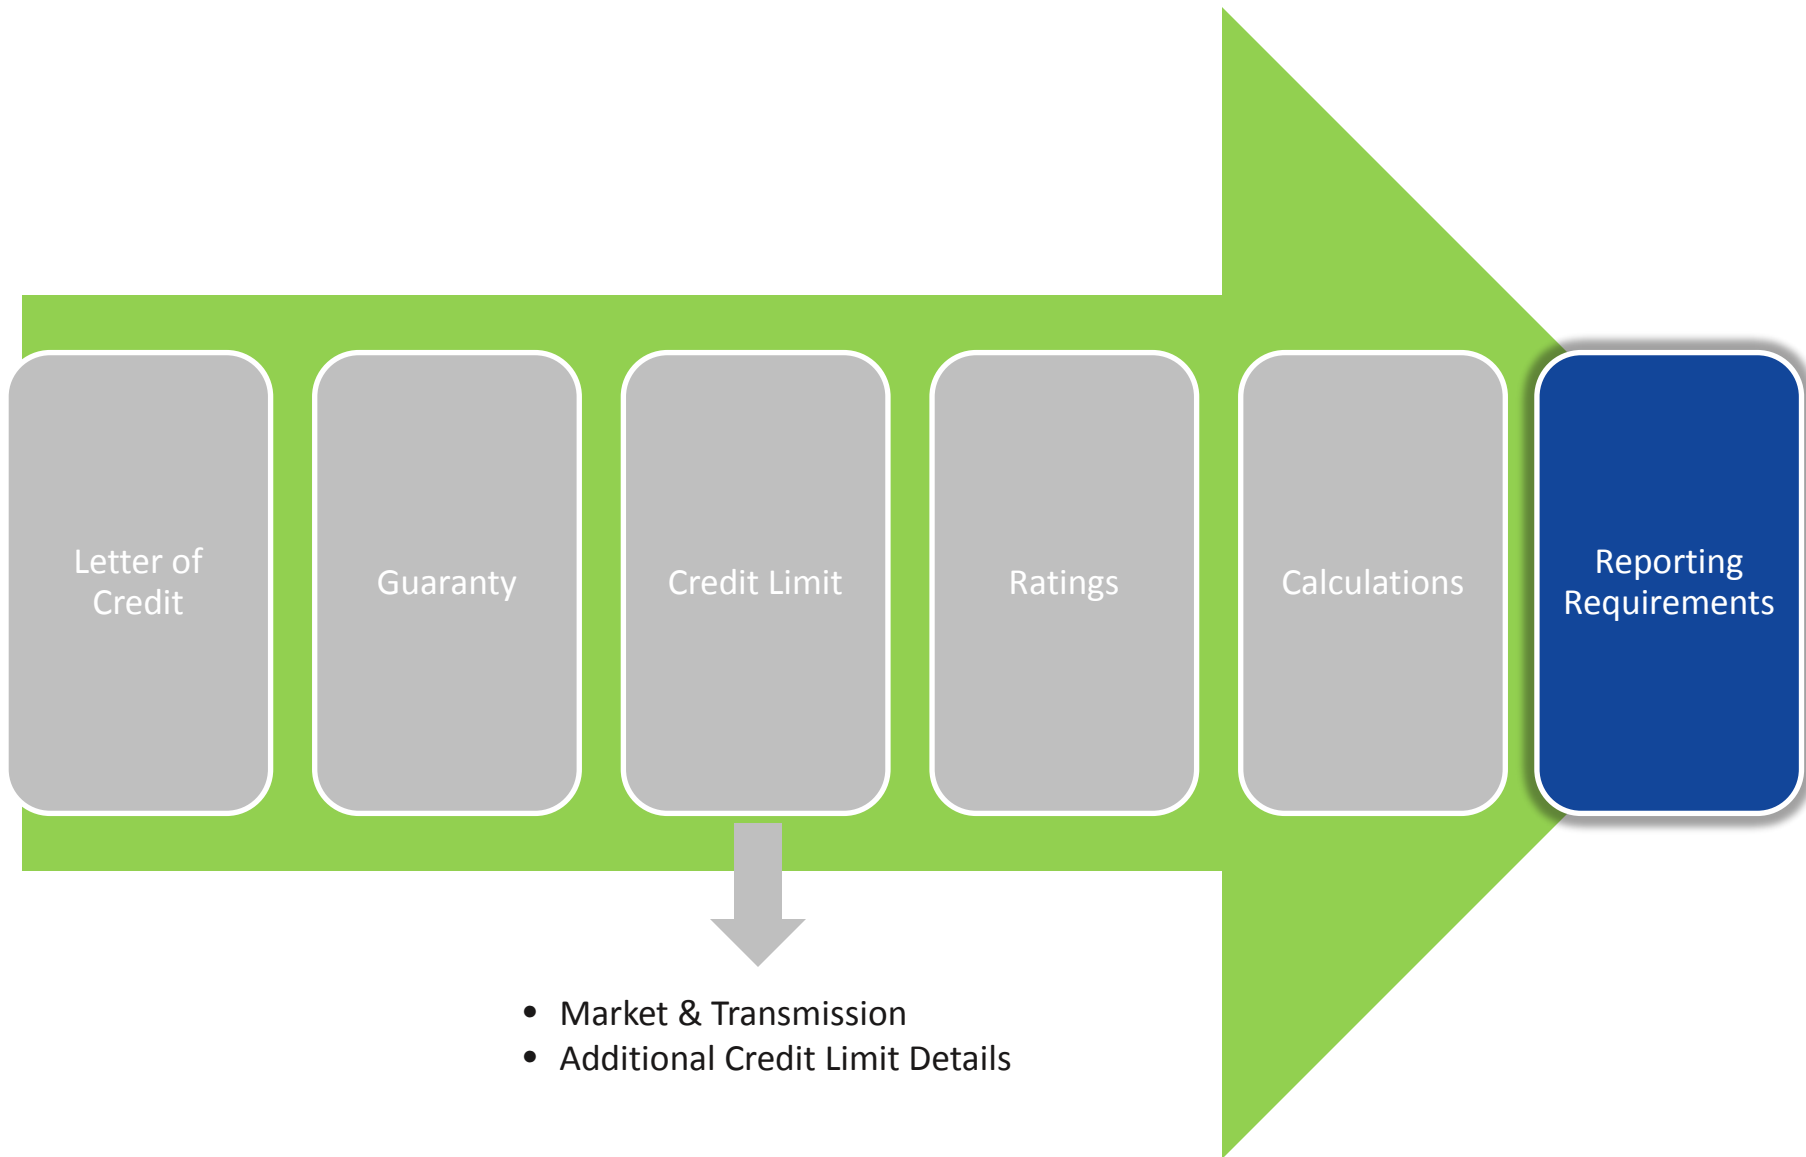 Letter of
Credit
Guaranty
Credit Limit
Ratings
Calculations
Reporting
Requirements
• Market & Transmission
• Additional Credit Limit Details